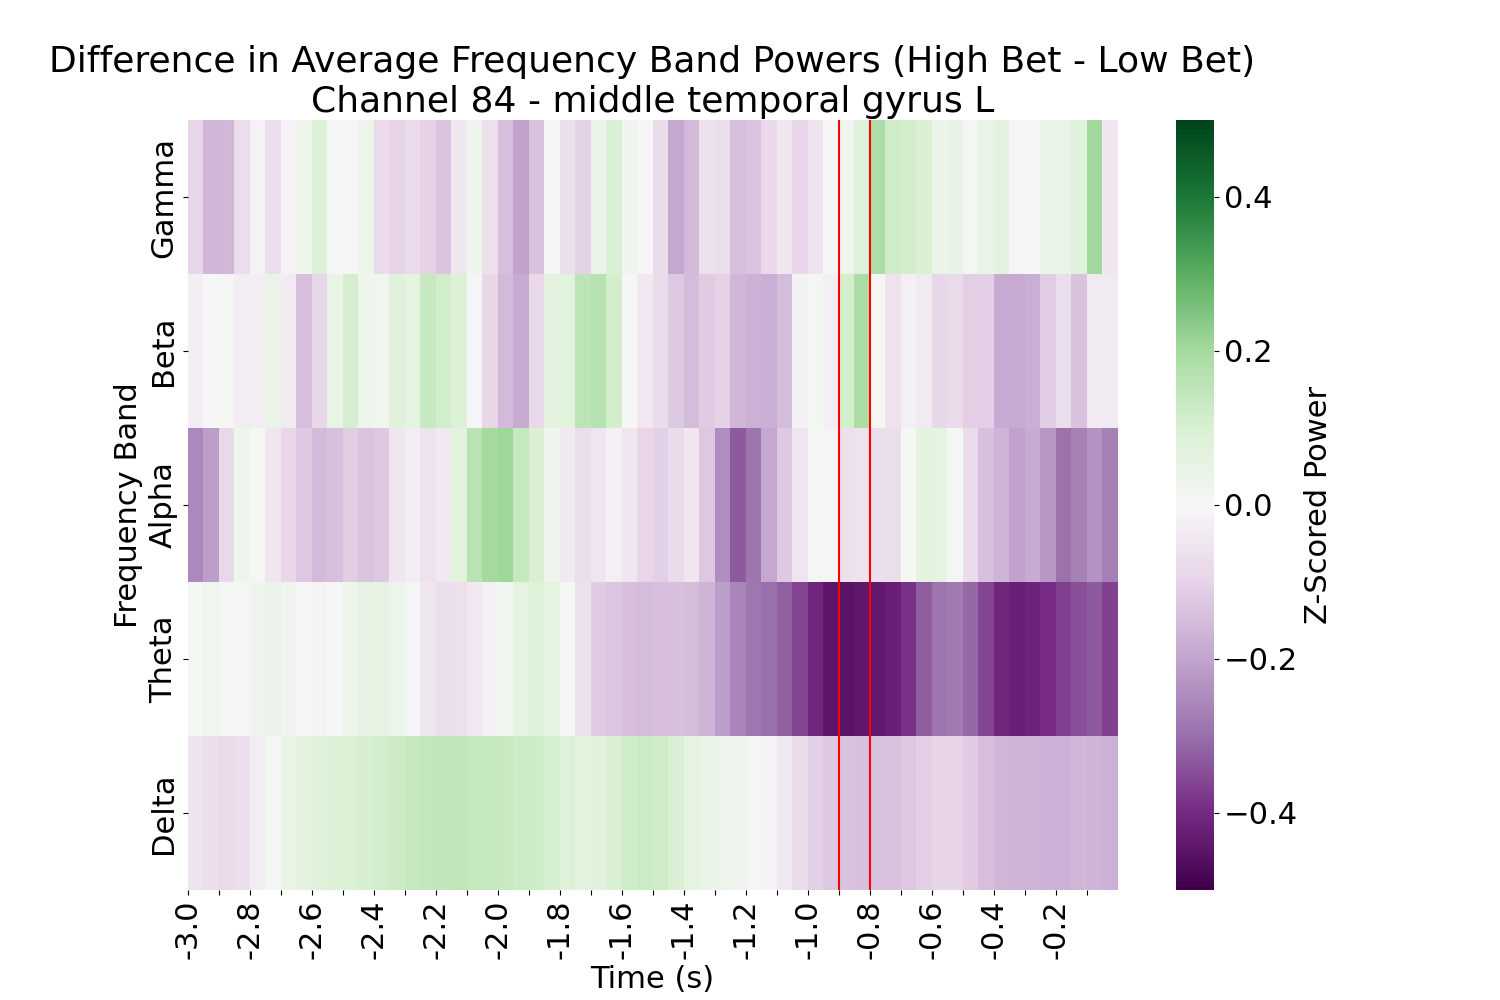 Difference in Average Frequency Band Powers (High Bet - Low Bet)
Channel 84 - middle temporal gyrus L
Frequency Band
Gamma
Beta
Alpha
Theta
Delta
-3.0 -2.8 -2.6 -2.4 -2.2 -2.0 -1.8 -1.6 -1.4 -1.2 -1.0 -0.8 -0.6 -0.4 -0.2
Time (s)
0.4
0.2
0.0
−0.2
−0.4
Z-Scored Power